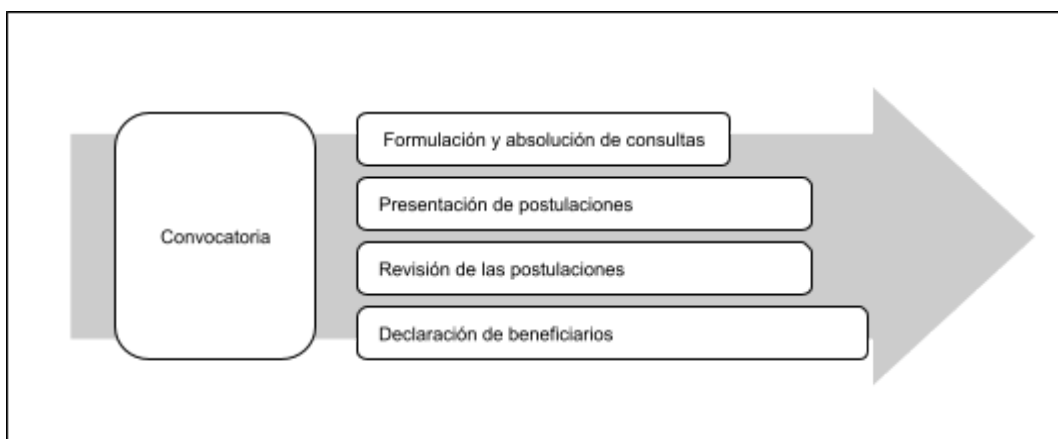 Convocatoria
Formulación y absolución de consultas
Presentación de postulaciones
Revisión de las postulaciones
Declaración de beneficiarios